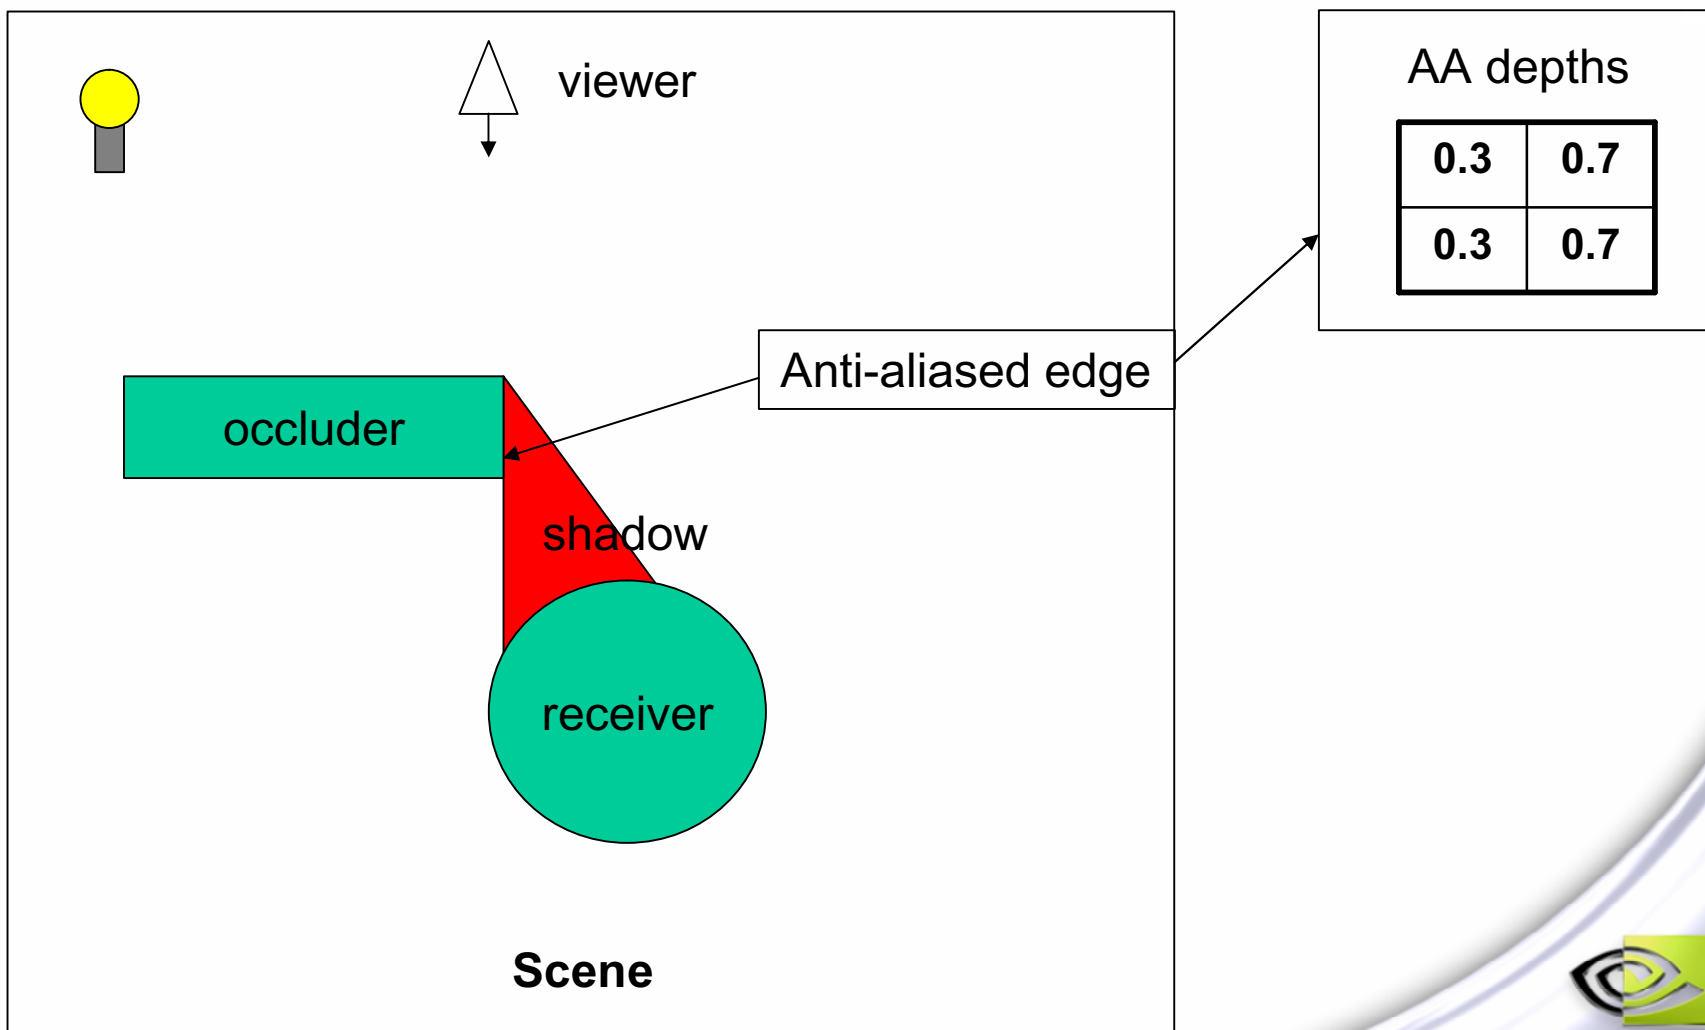 viewer
AA depths
0.3 0.7
0.3 0.7
Anti-aliased edge
occluder
shadow
receiver
Scene